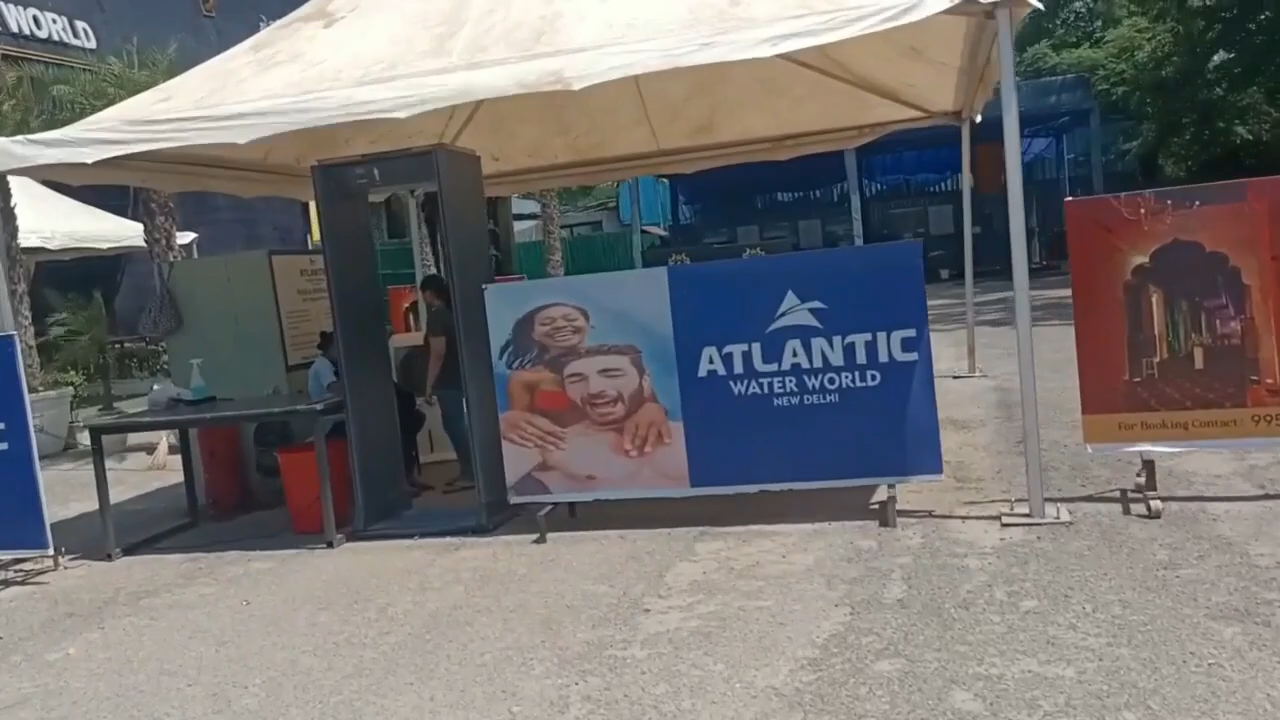 WORLD
ATLANTIC
WATER WORLD
NEW DELHI
For Booking Contact: 995